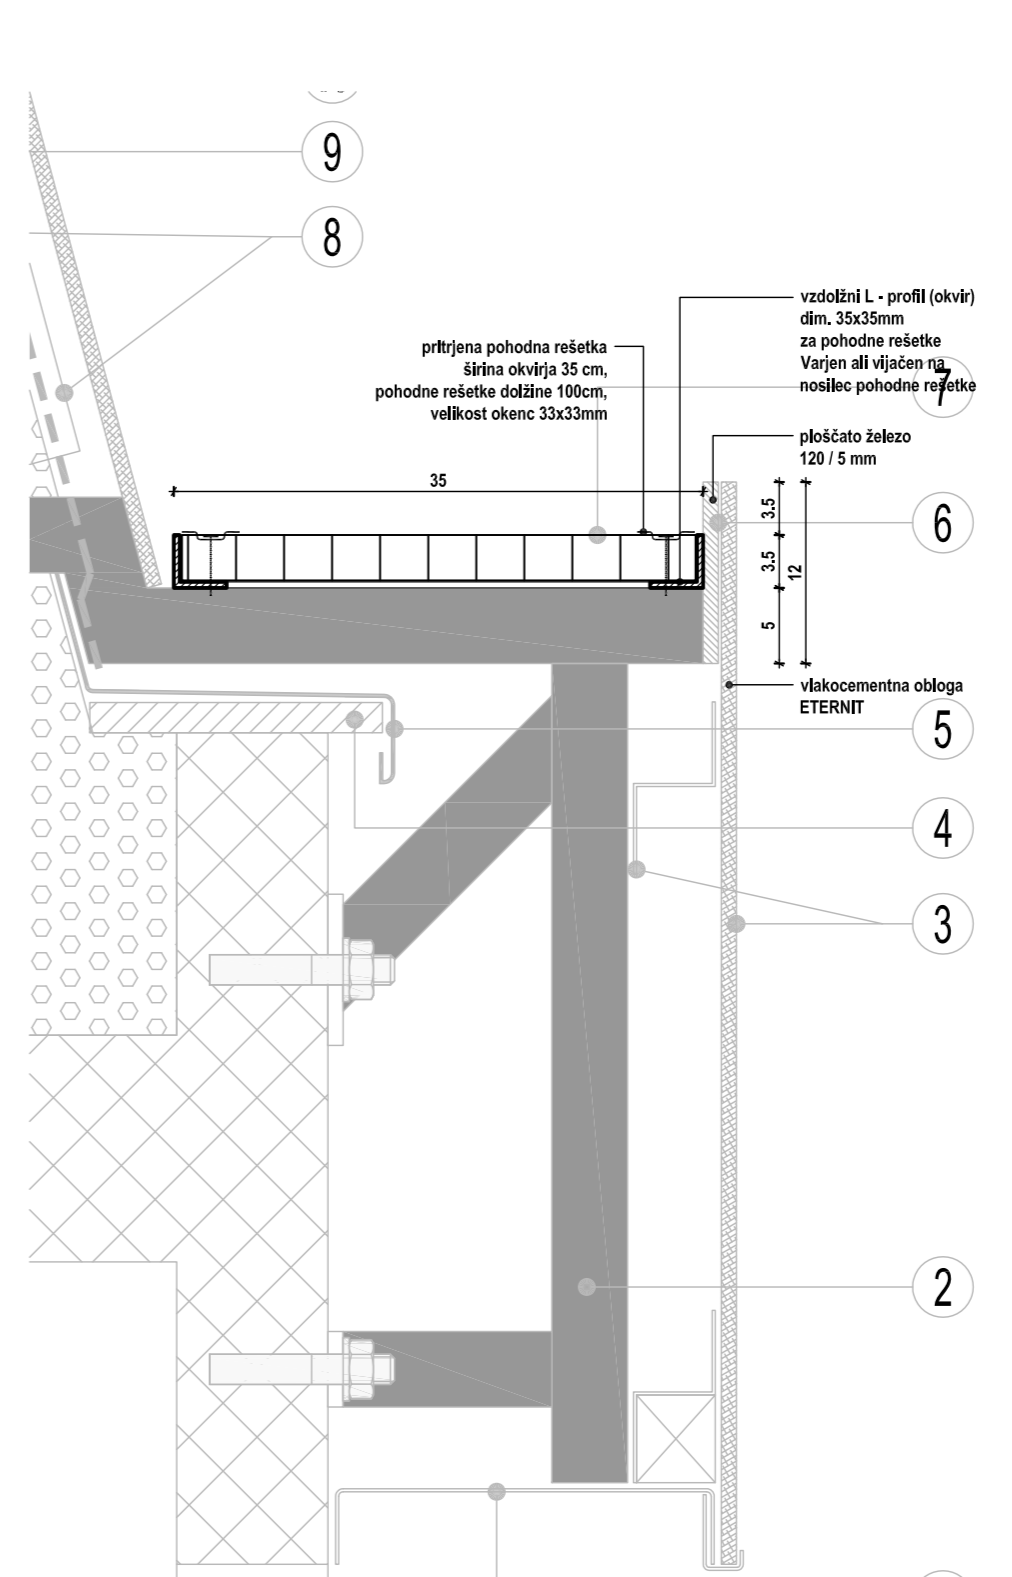 9
8
vzdolžni L - profil (okvir)
dim. 35x35mm
za pohodne rešetke
Varjen ali vijačen na
nosilec pohodne rešetke
pritrjena pohodna rešetka
širina okvirja 35 cm,
pohodne rešetke dolžine 100cm,
velikost okenc 33x33mm
7
ploščato železo
120 / 5 mm
35
3.5
6
3.5
12
5
vlakocementna obloga
ETERNIT
5
4
3
2